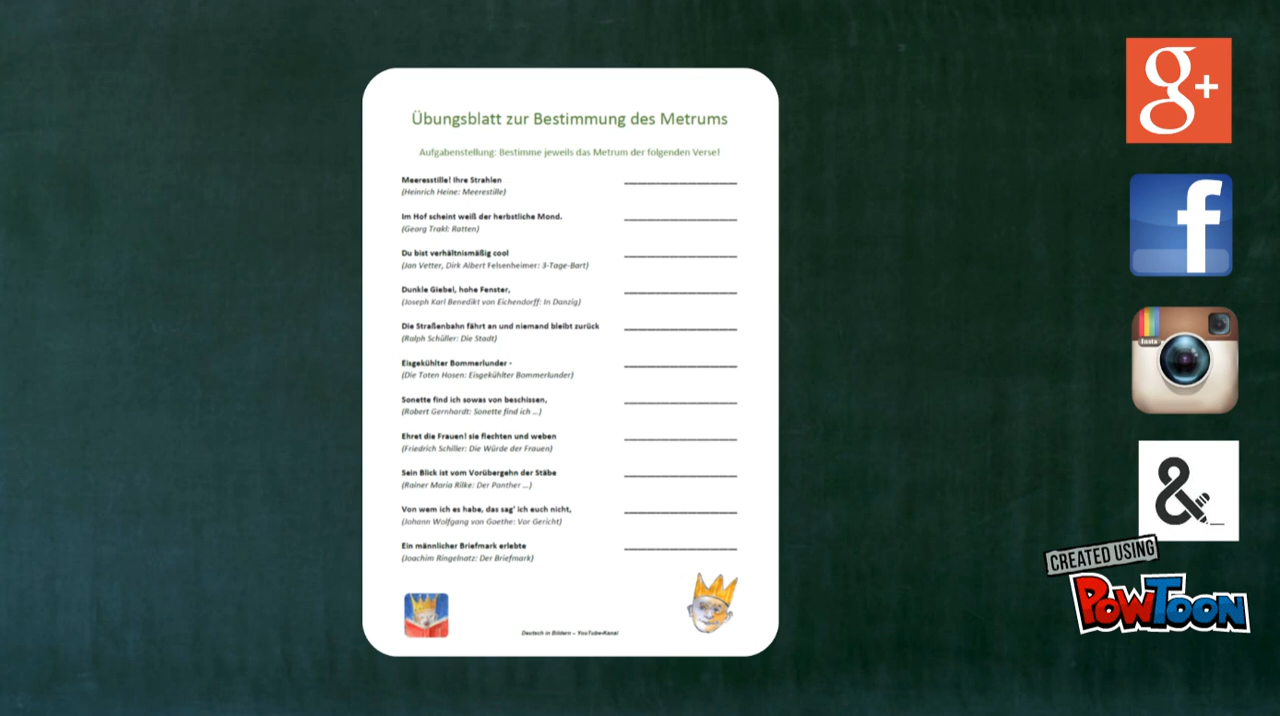 Übungsblatt zur Bestimmung des Metrums
Aufgabenstellung: Bestimme jeweils das Metrum der folgenden Verse!
Meeresstille! Ihre Strahlen
(Heinrich Heine: Meerestille)
Im Hof scheint weiß der herbstliche Mond.
(Georg Trakl: Ratten)
Du bist verhältnismäßig cool
(Jan Vetter, Dirk Albert Felsenheimer: 3-Tage-Bart)
Dunkle Giebel, hohe Fenster,
(Joseph Karl Benedikt von Eichendorff: In Danzig)
Die Straßenbahn fährt an und niemand bleibt zurück
(Ralph Schüller: Die Stadt)
Eisgekühlter Bommerlunder -
(Die Toten Hosen: Eisgekühlter Bommerlunder)
Sonette find ich sowas von beschissen,
(Robert Gernhardt: Sonette find ich ...)
Ehret die Frauen! sie flechten und weben
(Friedrich Schiller: Die Würde der Frauen)
Sein Blick ist vom Vorübergehn der Stäbe
(Rainer Maria Rilke: Der Panther ...)
Von wem ich es habe, das sag' ich euch nicht,
(Johann Wolfgang von Goethe: Vor Gericht)
Ein männlicher Briefmark erlebte
(Joachim Ringelnatz: Der Briefmark)
Deutsch in Bildern – YouTube-Kanal
g+
f
Insta
&
CREATED USING
POWTOON